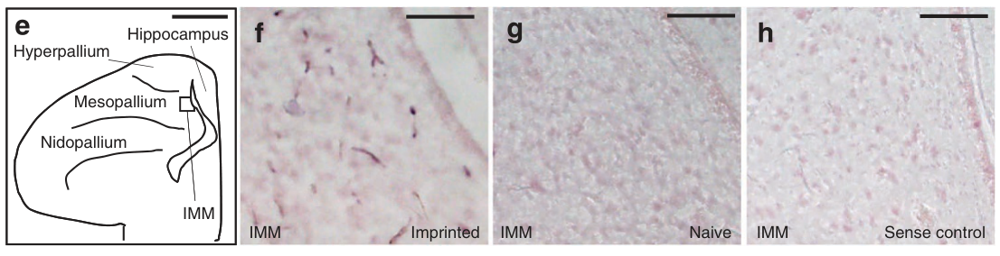 e
Hippocampus
Hyperpallium
Mesopallium
Nidopallium
IMM
f
IMM Imprinted
g
IMM Naive
h
IMM Sense control